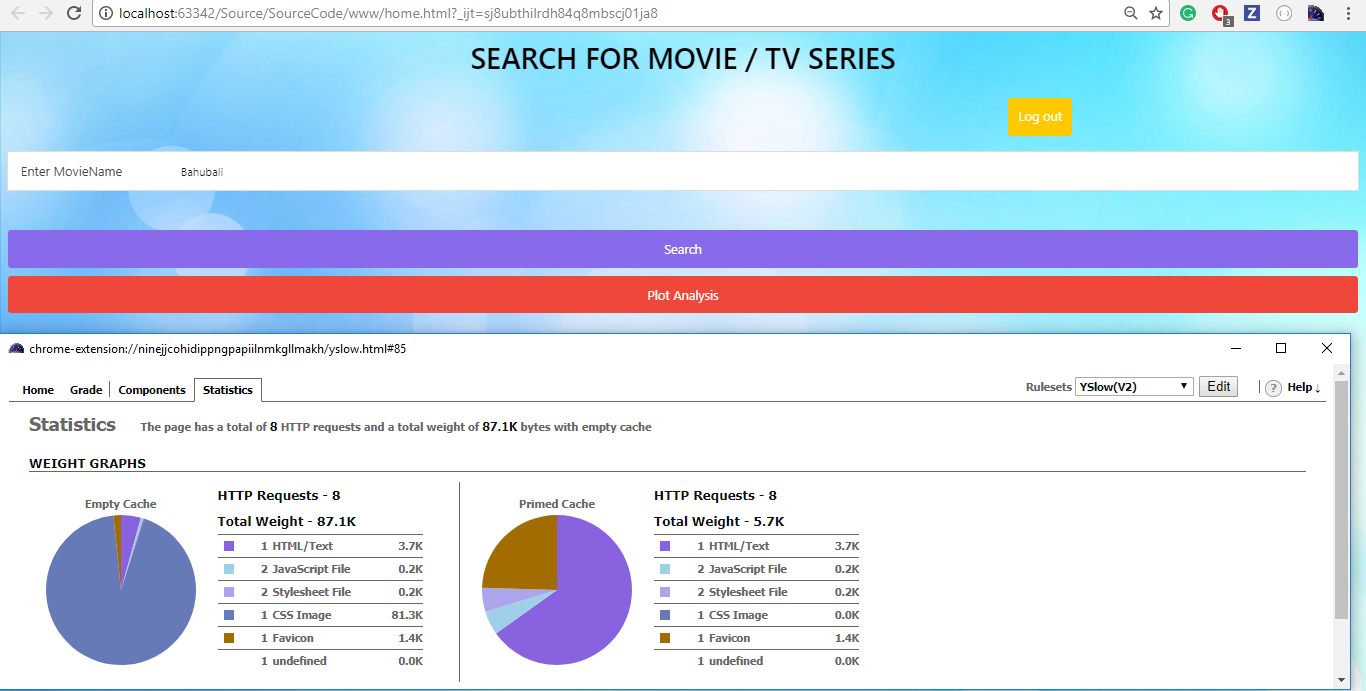 localhost:63342/Source/SourceCode/www/home.html?_ijt=sj8ubthilrdh84q8mbscj01ja8
3
Z
SEARCH FOR MOVIE / TV SERIES
Log out
Enter MovieName Bahubali
Search
Plot Analysis
chrome-extension://ninejjcohidippngpapiilnmkgllmakh/yslow.html#85
Home Grade Components Statistics Rulesets YSlow(V2) Edit ? Help ↓
Statistics The page has a total of 8 HTTP requests and a total weight of 87.1K bytes with empty cache
WEIGHT GRAPHS
Empty Cache
HTTP Requests - 8
Total Weight - 87.1K
1 HTML/Text 3.7K
2 JavaScript File 0.2K
2 Stylesheet File 0.2K
1 CSS Image 81.3K
1 Favicon 1.4K
1 undefined 0.0K
Primed Cache
HTTP Requests - 8
Total Weight - 5.7K
1 HTML/Text 3.7K
2 JavaScript File 0.2K
2 Stylesheet File 0.2K
1 CSS Image 0.0K
1 Favicon 1.4K
1 undefined 0.0K